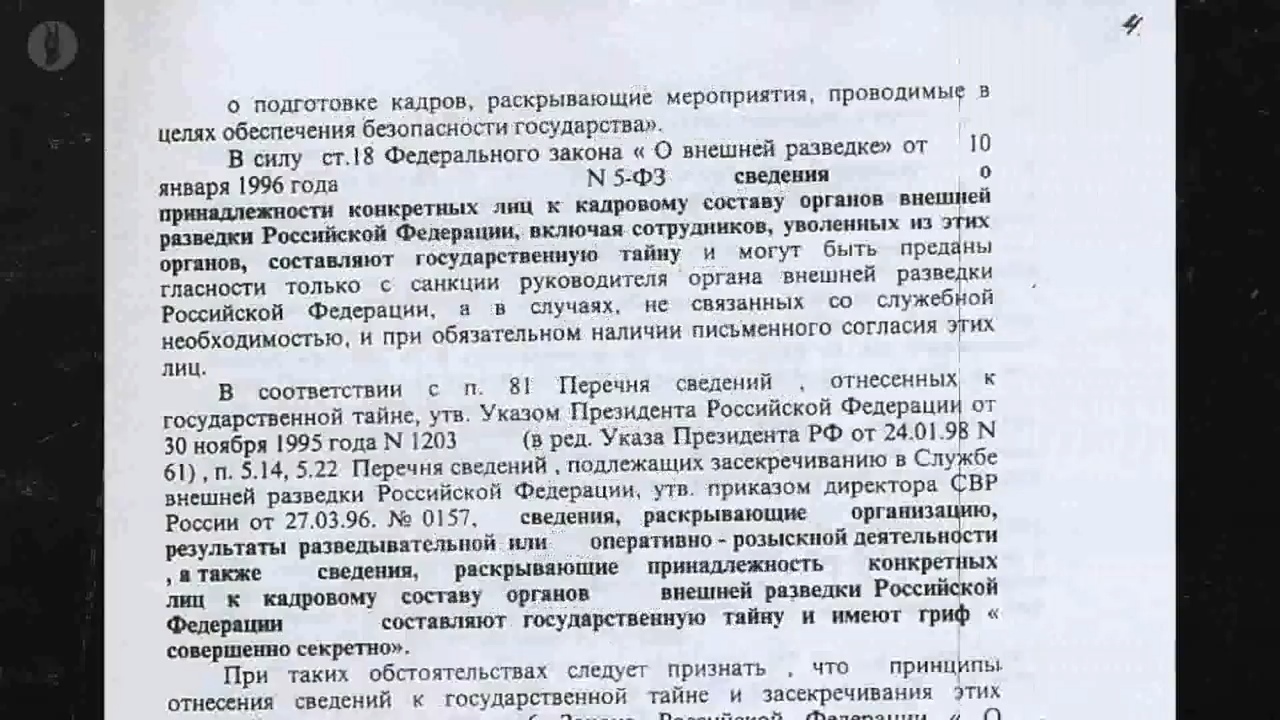 4.
о подготовке кадров, раскрывающие мероприятия, проводимые в
целях обеспечения безопасности государства».
В силу ст.18 Федерального закона « О внешней разведке» от 10
января 1996 года N 5-ФЗ сведения о
принадлежности конкретных лиц к кадровому составу органов внешней
разведки Российской Федерации, включая сотрудников, уволенных из этих
органов, составляют государственную тайну и могут быть преданы
гласности только с санкции руководителя органа внешней разведки
Российской Федерации, а в случаях, не связанных со служебной
необходимостью, и при обязательном наличии письменного согласия этих
лиц.
В соответствии с п. 81 Перечня сведений , отнесенных к
государственной тайне, утв. Указом Президента Российской Федерации от
30 ноября 1995 года N 1203 (в ред. Указа Президента РФ от 24.01.98 N
61) , п. 5.14, 5.22 Перечня сведений , подлежащих засекречиванию в Службе
внешней разведки Российской Федерации, утв. приказом директора СВР
России от 27.03.96. № 0157, сведения, раскрывающие организацию,
результаты разведывательной или оперативно - розыскной деятельности
, а также сведения, раскрывающие принадлежность конкретных
лиц к кадровому составу органов внешней разведки Российской
Федерации составляют государственную тайну и имеют гриф «
совершенно секретно».
При таких обстоятельствах следует признать , что принципы
отнесения сведений к государственной тайне и засекречивания этих
6 Закона Российской Федерации « О